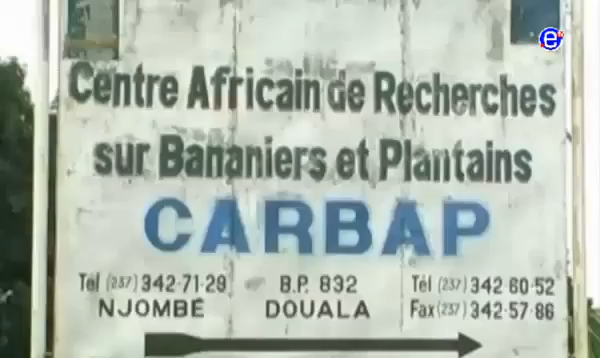 Centre Africain de Recherches
sur Bananiers et Plantains
CARBAP
Tél (237) 342-71-29 B.P. 832 Tél (237) 342 60-52
NJOMBÉ DOUALA Fax (237) 342-57-86
e